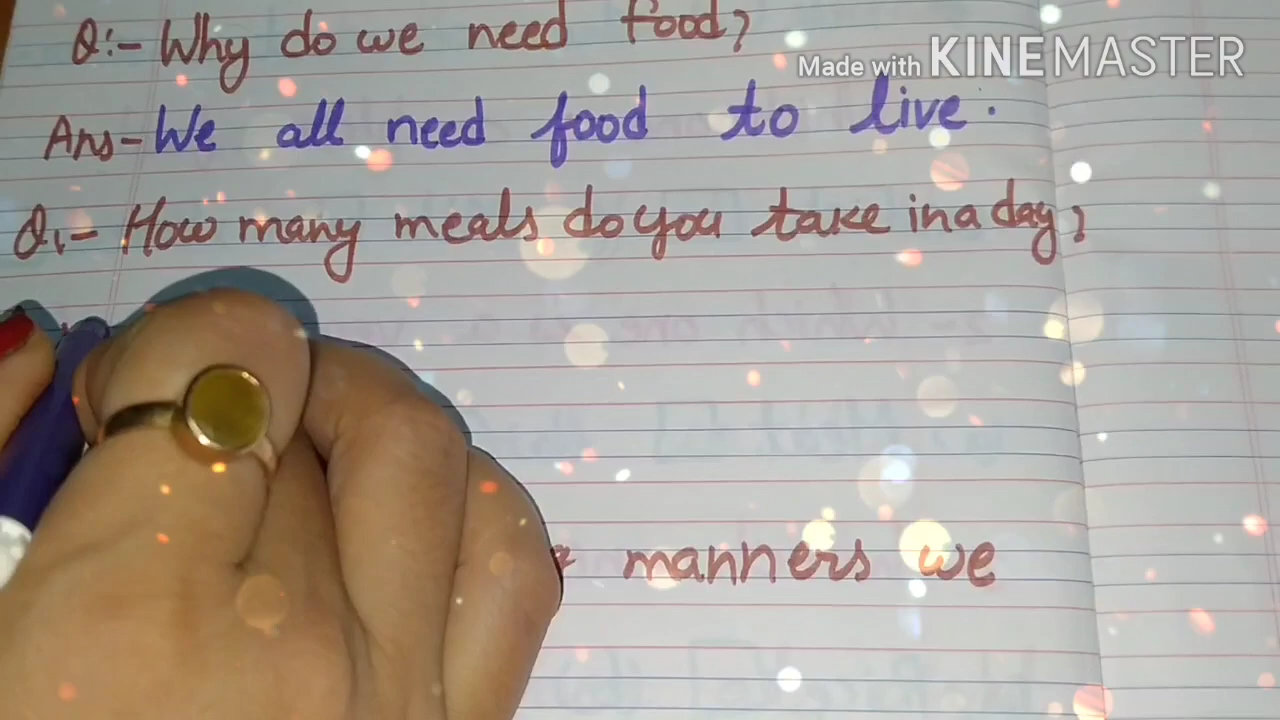 Q:- Why do we need food?
Made with KINEMASTER
Ans- We all need food to live.
Q,- How many meals do you take in a day?
manners we